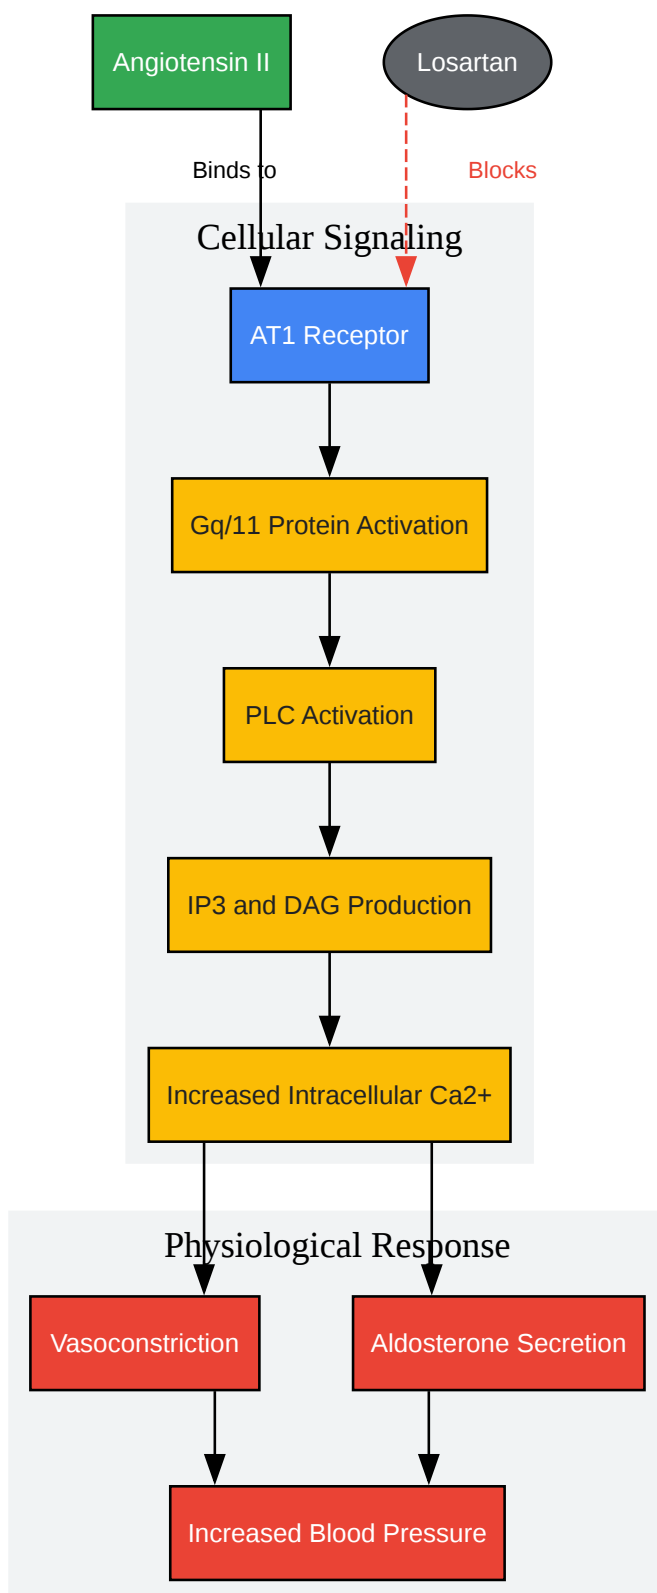 Angiotensin II
Losartan
Binds to
Blocks
Cellular Signaling
AT1 Receptor
Gq/11 Protein Activation
PLC Activation
IP3 and DAG Production
Increased Intracellular Ca2+
Physiological Response
Vasoconstriction
Aldosterone Secretion
Increased Blood Pressure